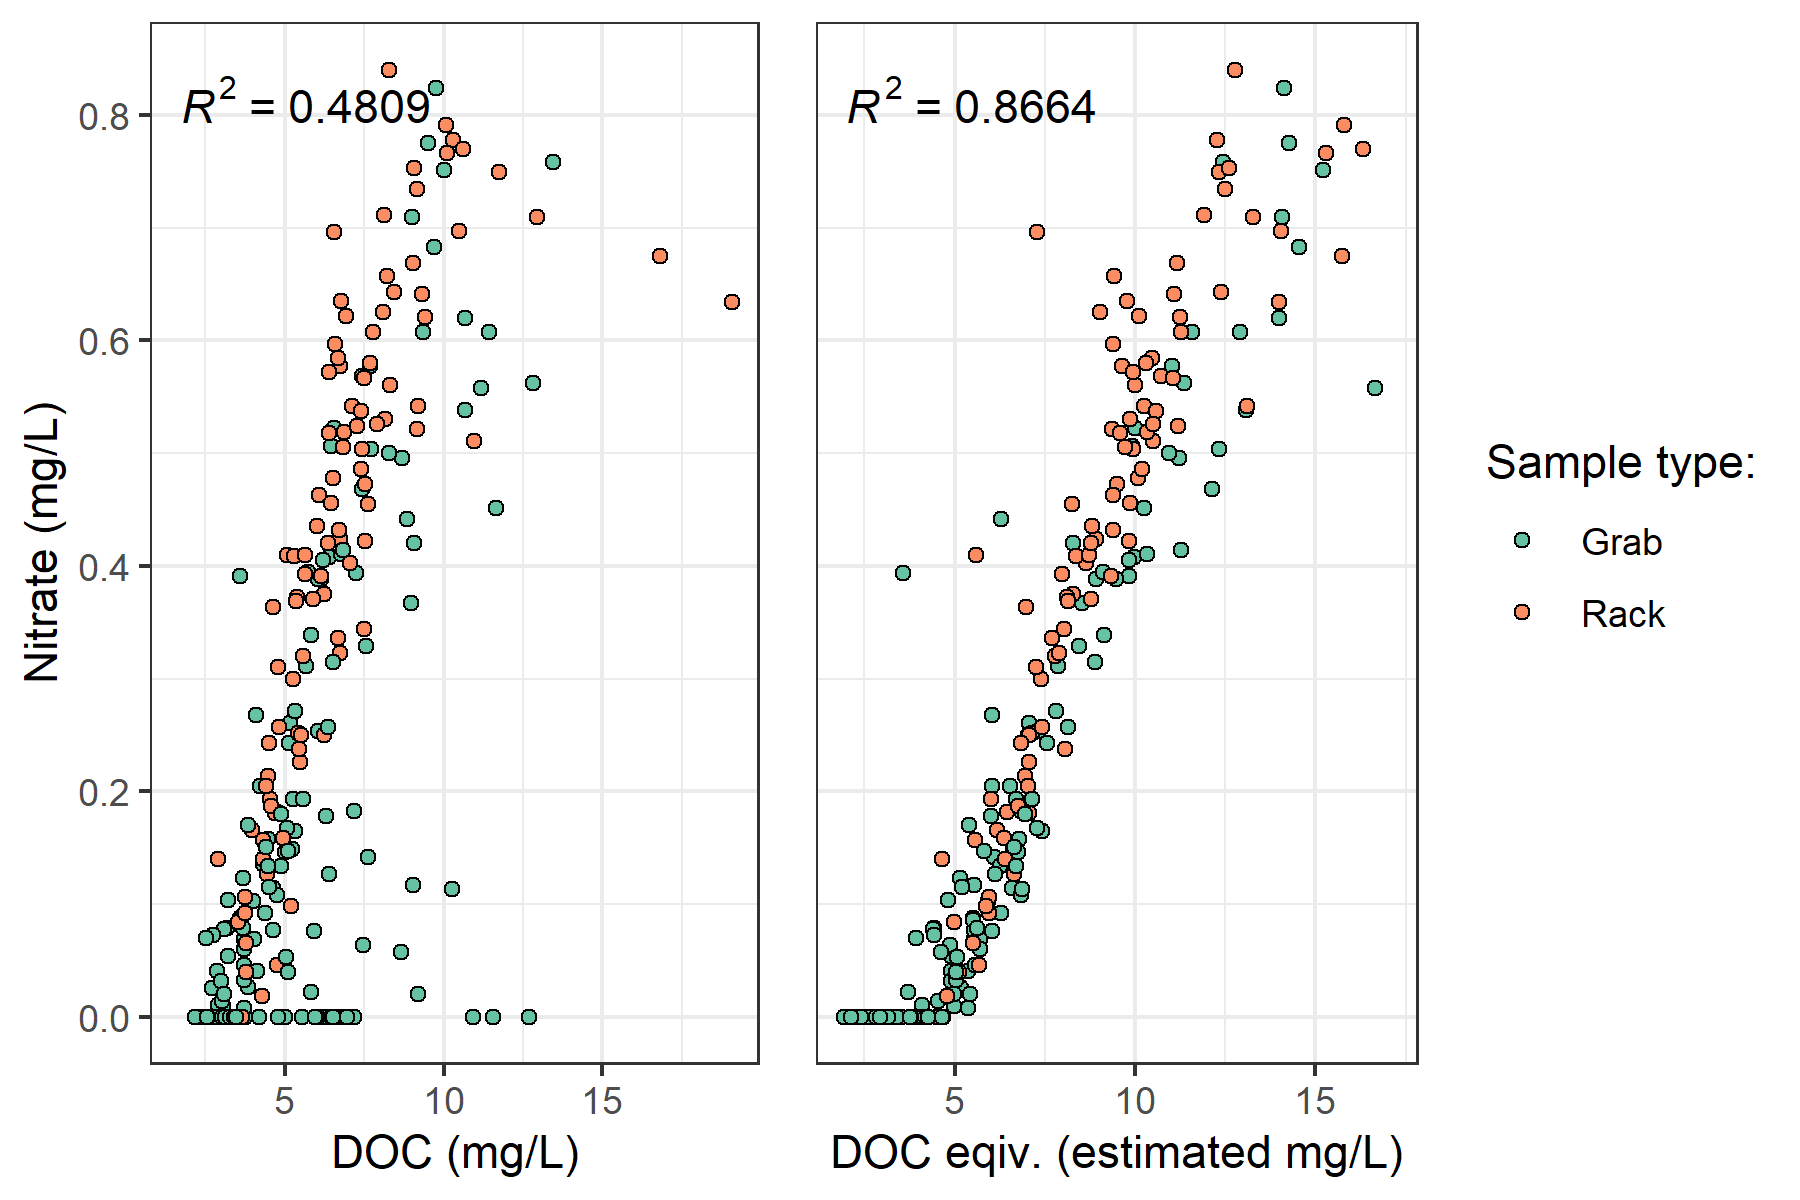 R² = 0.4809
R² = 0.8664
0.8
0.6
0.4
0.2
0.0
Nitrate (mg/L)
5 10 15
5 10 15
DOC (mg/L)
DOC eqiv. (estimated mg/L)
Sample type:
Grab
Rack